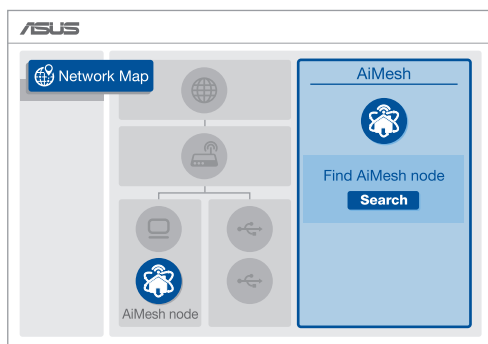 ASUS
Network Map
AiMesh
Find AiMesh node
Search
AiMesh node